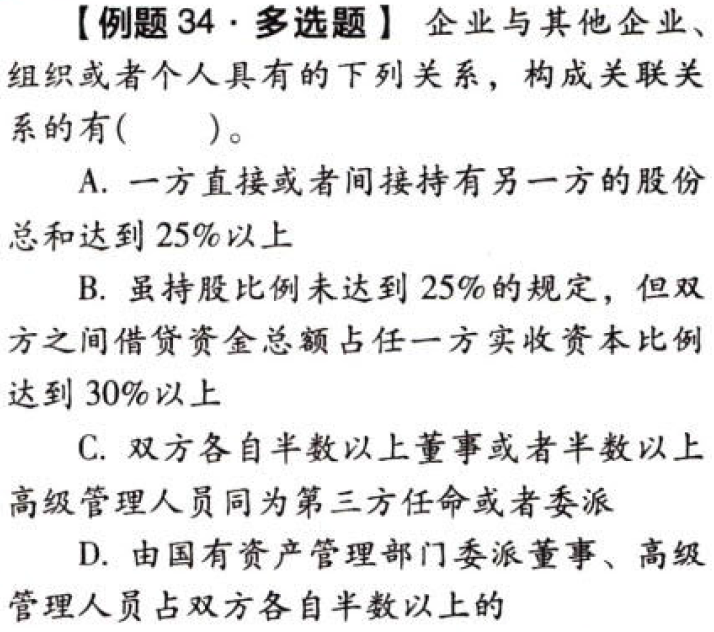 【例题 34·多选题】 企业与其他企业、
组织或者个人具有的下列关系，构成关联关
系的有(　　)。
A. 一方直接或者间接持有另一方的股份
总和达到 25%以上
B. 虽持股比例未达到 25%的规定，但双
方之间借贷资金总额占任一方实收资本比例
达到 30%以上
C. 双方各自半数以上董事或者半数以上
高级管理人员同为第三方任命或者委派
D. 由国有资产管理部门委派董事、高级
管理人员占双方各自半数以上的